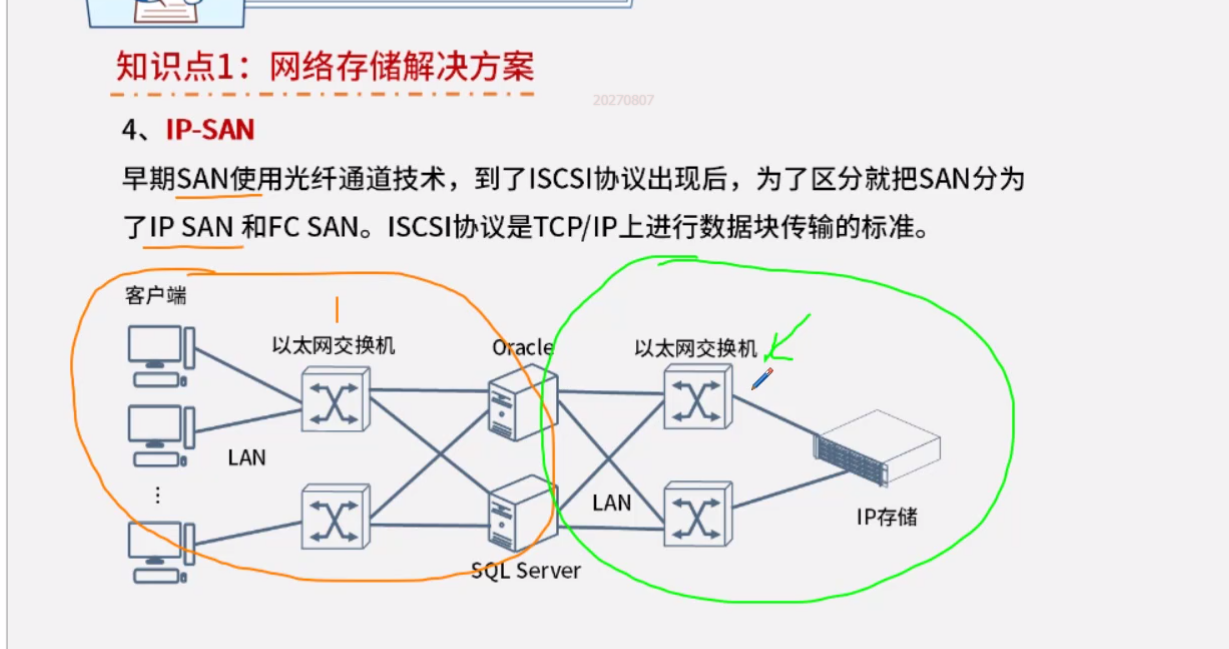 知识点1：网络存储解决方案
20270807
4、IP-SAN
早期SAN使用光纤通道技术，到了ISCSI协议出现后，为了区分就把SAN分为
了IP SAN 和FC SAN。ISCSI协议是TCP/IP上进行数据块传输的标准。
客户端
以太网交换机
Oracle
以太网交换机
LAN
⋮
LAN
IP存储
SQL Server